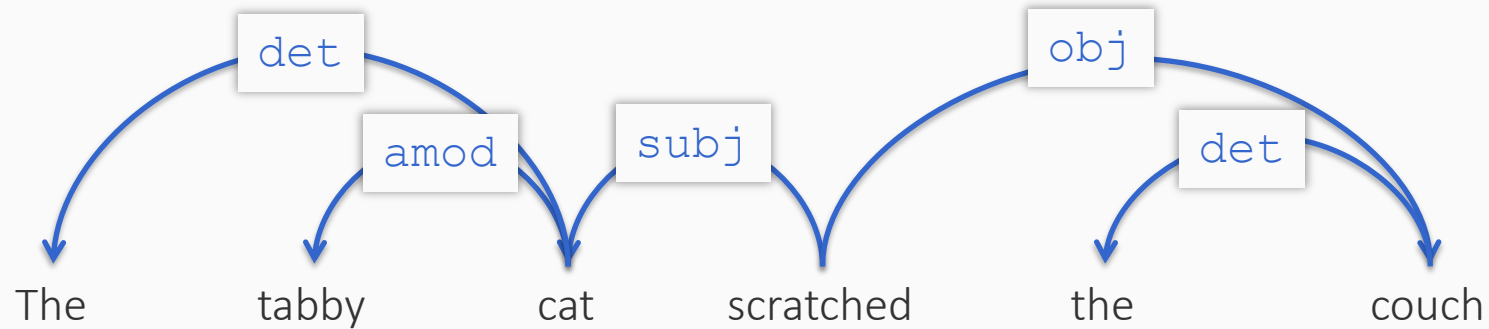 det obj
amod subj det
The tabby cat scratched the couch